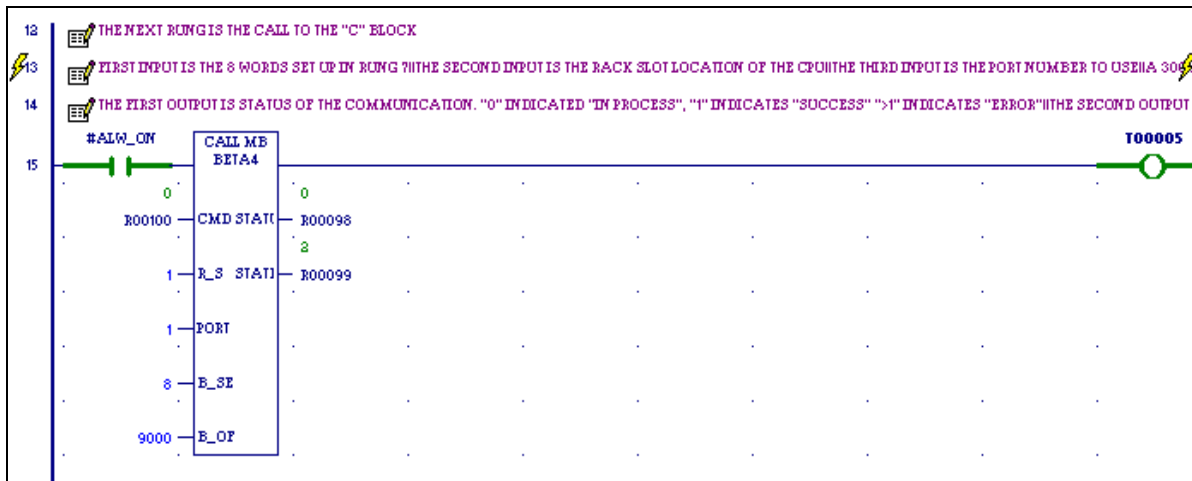 12 THE NEXT RUNG IS THE CALL TO THE "C" BLOCK
13 FIRST INPUT IS THE 8 WORDS SET UP IN RUNG 7\\THE SECOND INPUT IS THE RACK SLOT LOCATION OF THE CPU\\THE THIRD INPUT IS THE PORT NUMBER TO USE\\A 30
14 THE FIRST OUTPUT IS STATUS OF THE COMMUNICATION. "0" INDICATED "IN PROCESS", "1" INDICATES "SUCCESS" ">1" INDICATES "ERROR"\\THE SECOND OUTPUT
#ALW_ON CALL MB T00005
15 BETA4
0 0
R00100 CMD STAT R00098
1 R_S STAT1 R00099
1 PORT
8 B_SE
9000 B_OF